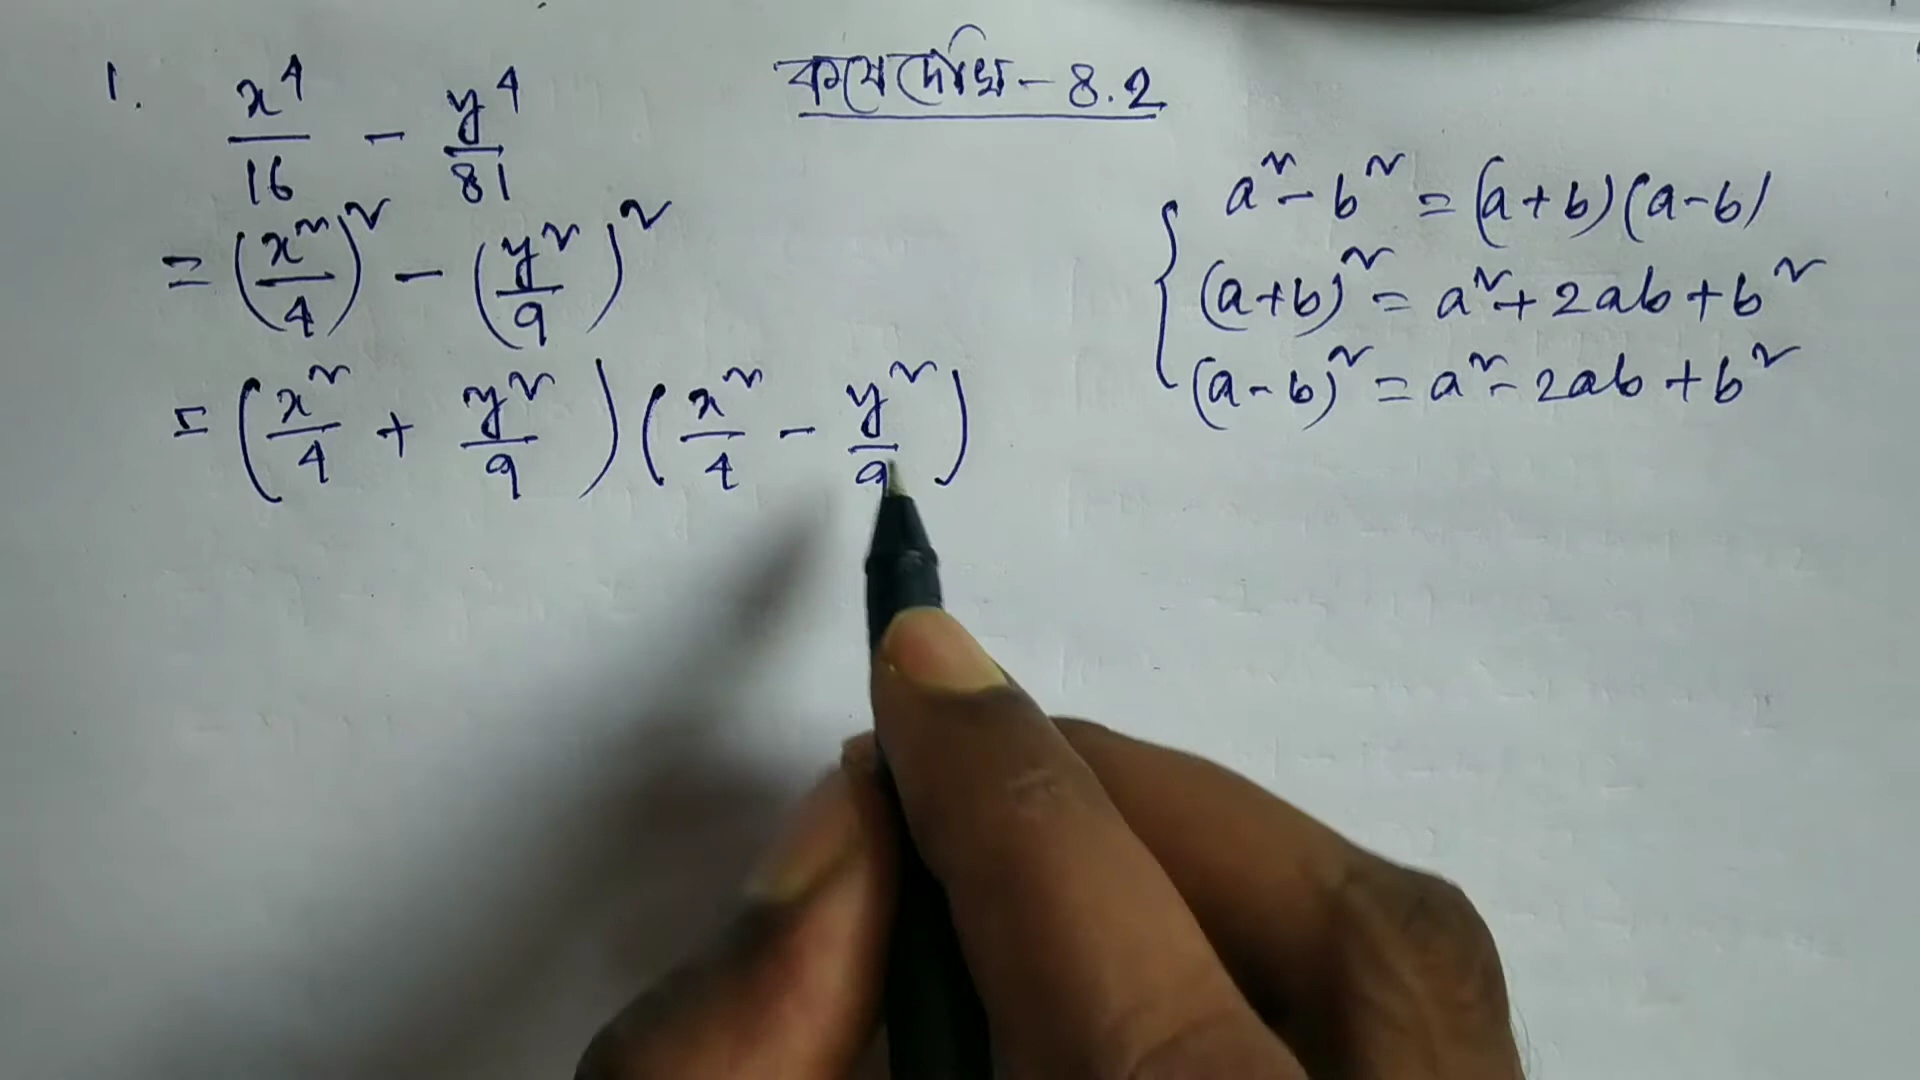 কষে দেখি – 8.2
1. x⁴/16 − y⁴/81
= (x²/4)² − (y²/9)²
= (x²/4 + y²/9)(x²/4 − y²/9)
a² − b² = (a+b)(a−b)
(a+b)² = a² + 2ab + b²
(a−b)² = a² − 2ab + b²